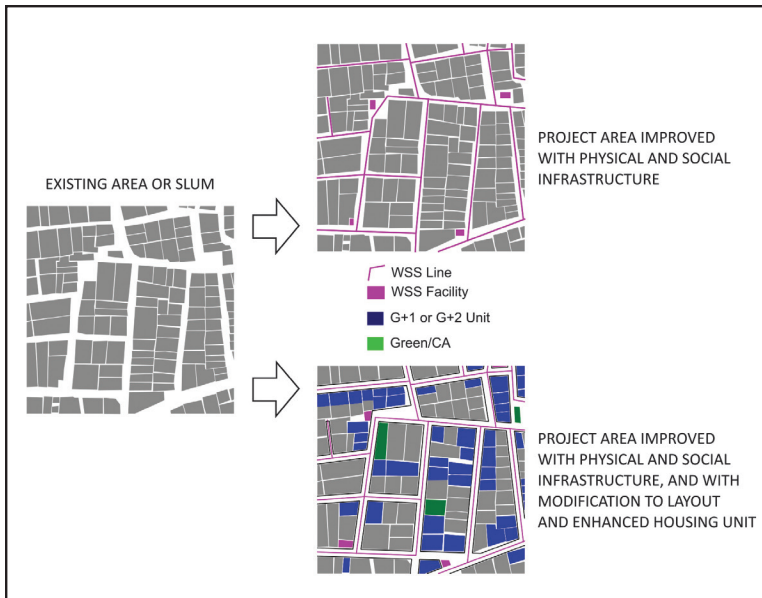 EXISTING AREA OR SLUM
PROJECT AREA IMPROVED
WITH PHYSICAL AND SOCIAL
INFRASTRUCTURE
WSS Line
WSS Facility
G+1 or G+2 Unit
Green/CA
PROJECT AREA IMPROVED
WITH PHYSICAL AND SOCIAL
INFRASTRUCTURE, AND WITH
MODIFICATION TO LAYOUT
AND ENHANCED HOUSING UNIT